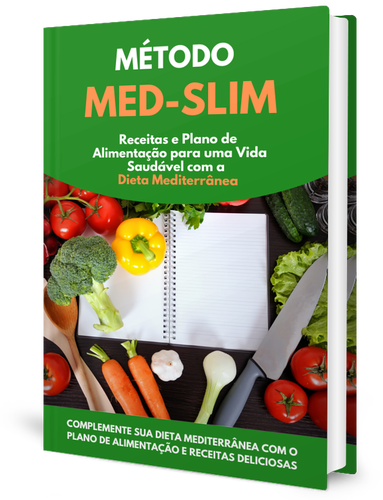 MÉTODO
MED-SLIM
Receitas e Plano de
Alimentação para uma Vida
Saudável com a
Dieta Mediterrânea
COMPLEMENTE SUA DIETA MEDITERRÂNEA COM O
PLANO DE ALIMENTAÇÃO E RECEITAS DELICIOSAS